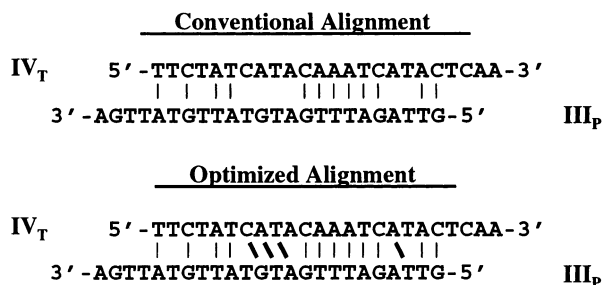 Conventional Alignment
IVT 5'-TTCTATCATACAAATCATACTCAA-3'
3'-AGTTATGTTATGTAGTTTAGATTG-5' IIIP
Optimized Alignment
IVT 5'-TTCTATCATACAAATCATACTCAA-3'
3'-AGTTATGTTATGTAGTTTAGATTG-5' IIIP